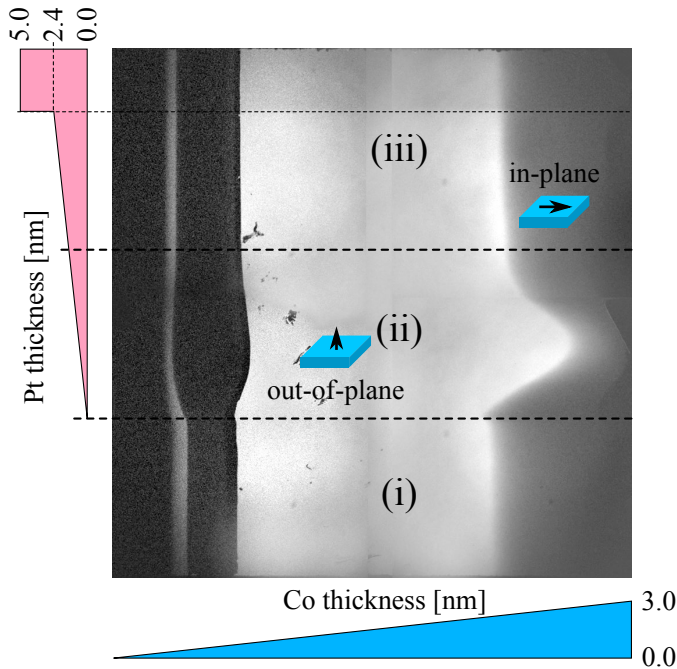 5.0
2.4
0.0
Pt thickness [nm]
(iii)
in-plane
(ii)
out-of-plane
(i)
Co thickness [nm]
3.0
0.0